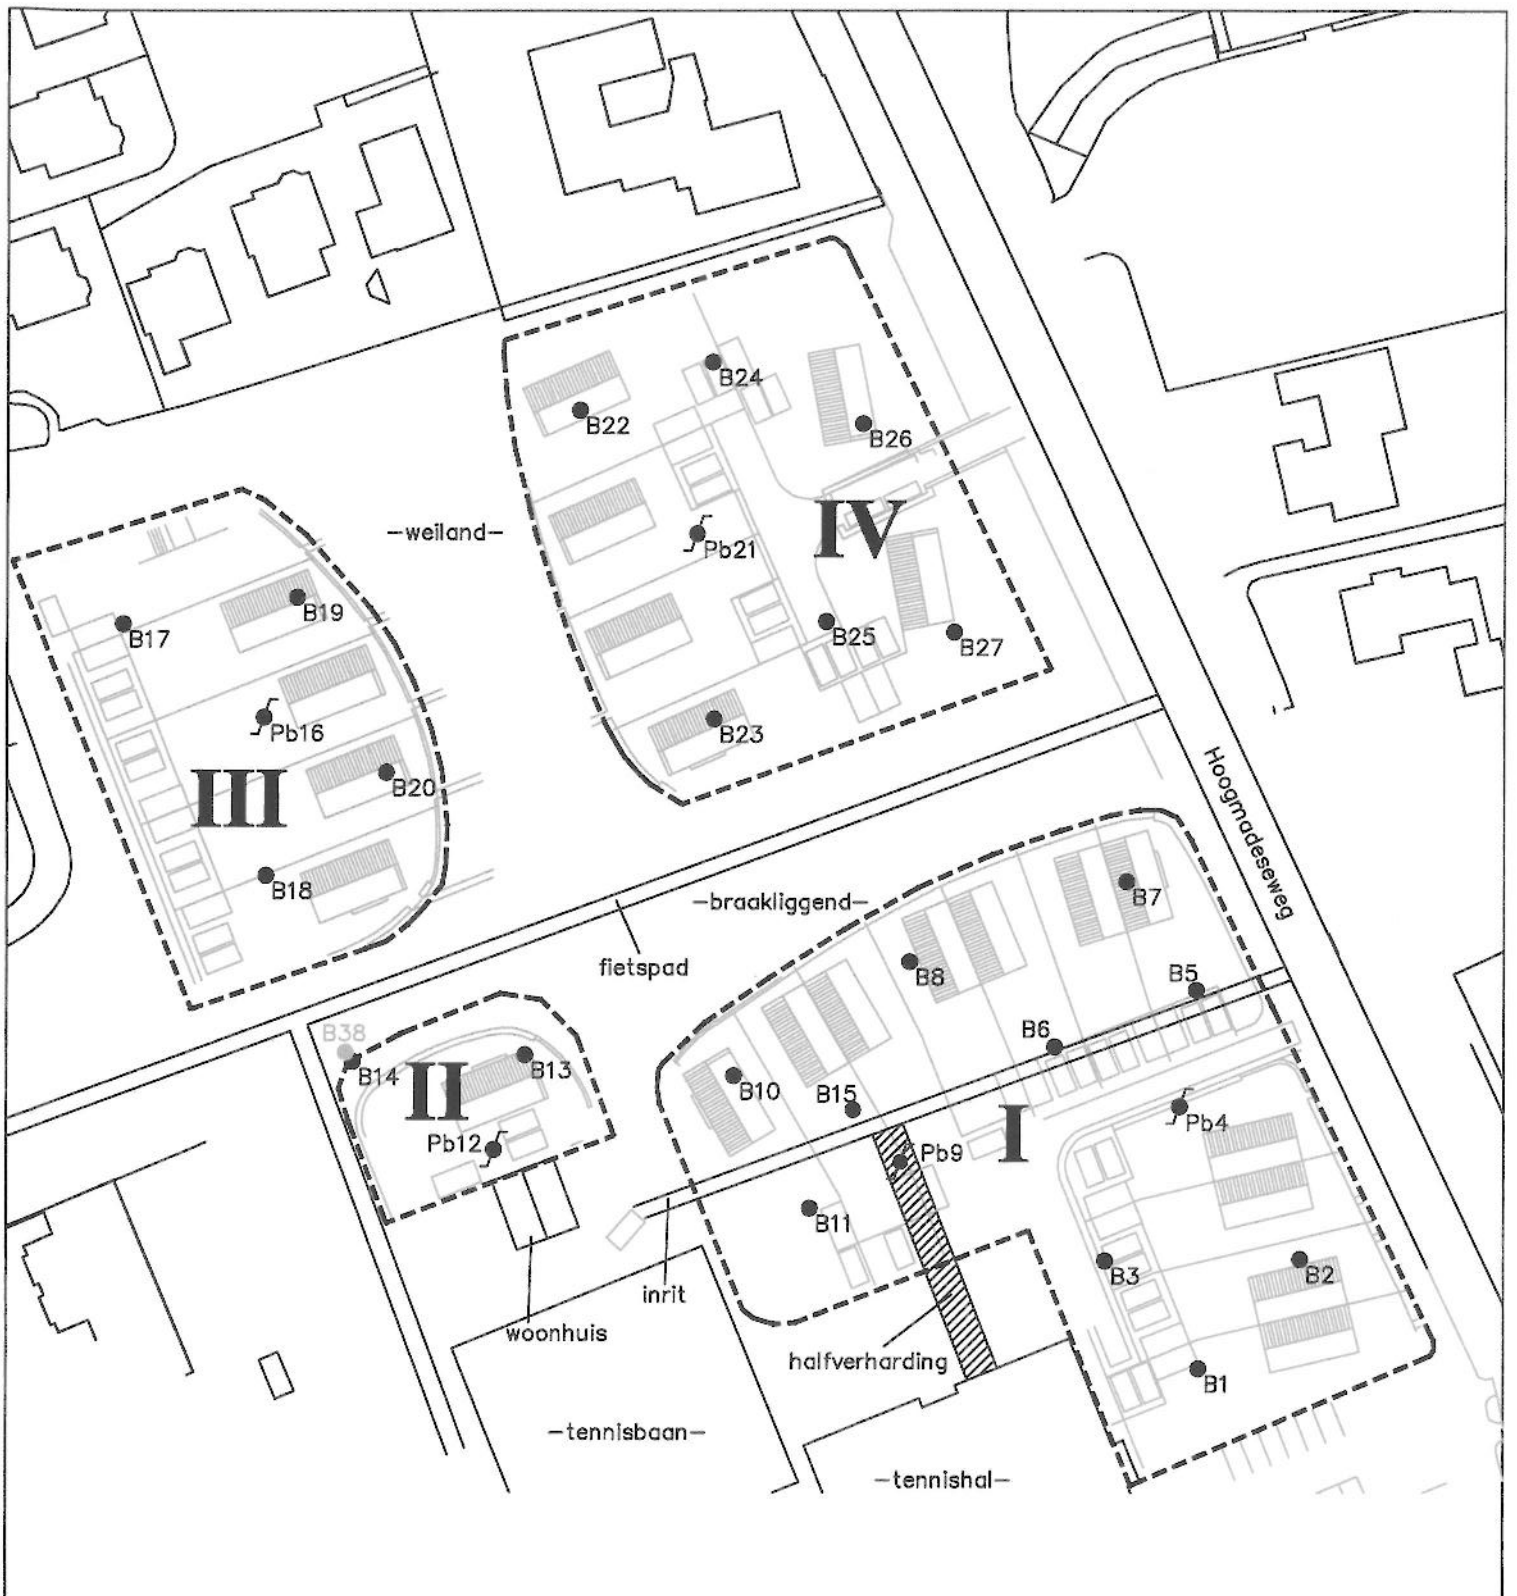 B24
B22
B26
IV
-weiland-
Pb21
B19
B17
B25
B27
Pb16
B23
III
B20
Hoogmadeseweg
B18
B7
-braakliggend-
fietspad
B8
B5
B38
B6
B14
II
B13
B10
B15
Pb4
I
Pb12
Pb9
B11
B3
B2
inrit
woonhuis
halfverharding
B1
-tennisbaan-
-tennishal-